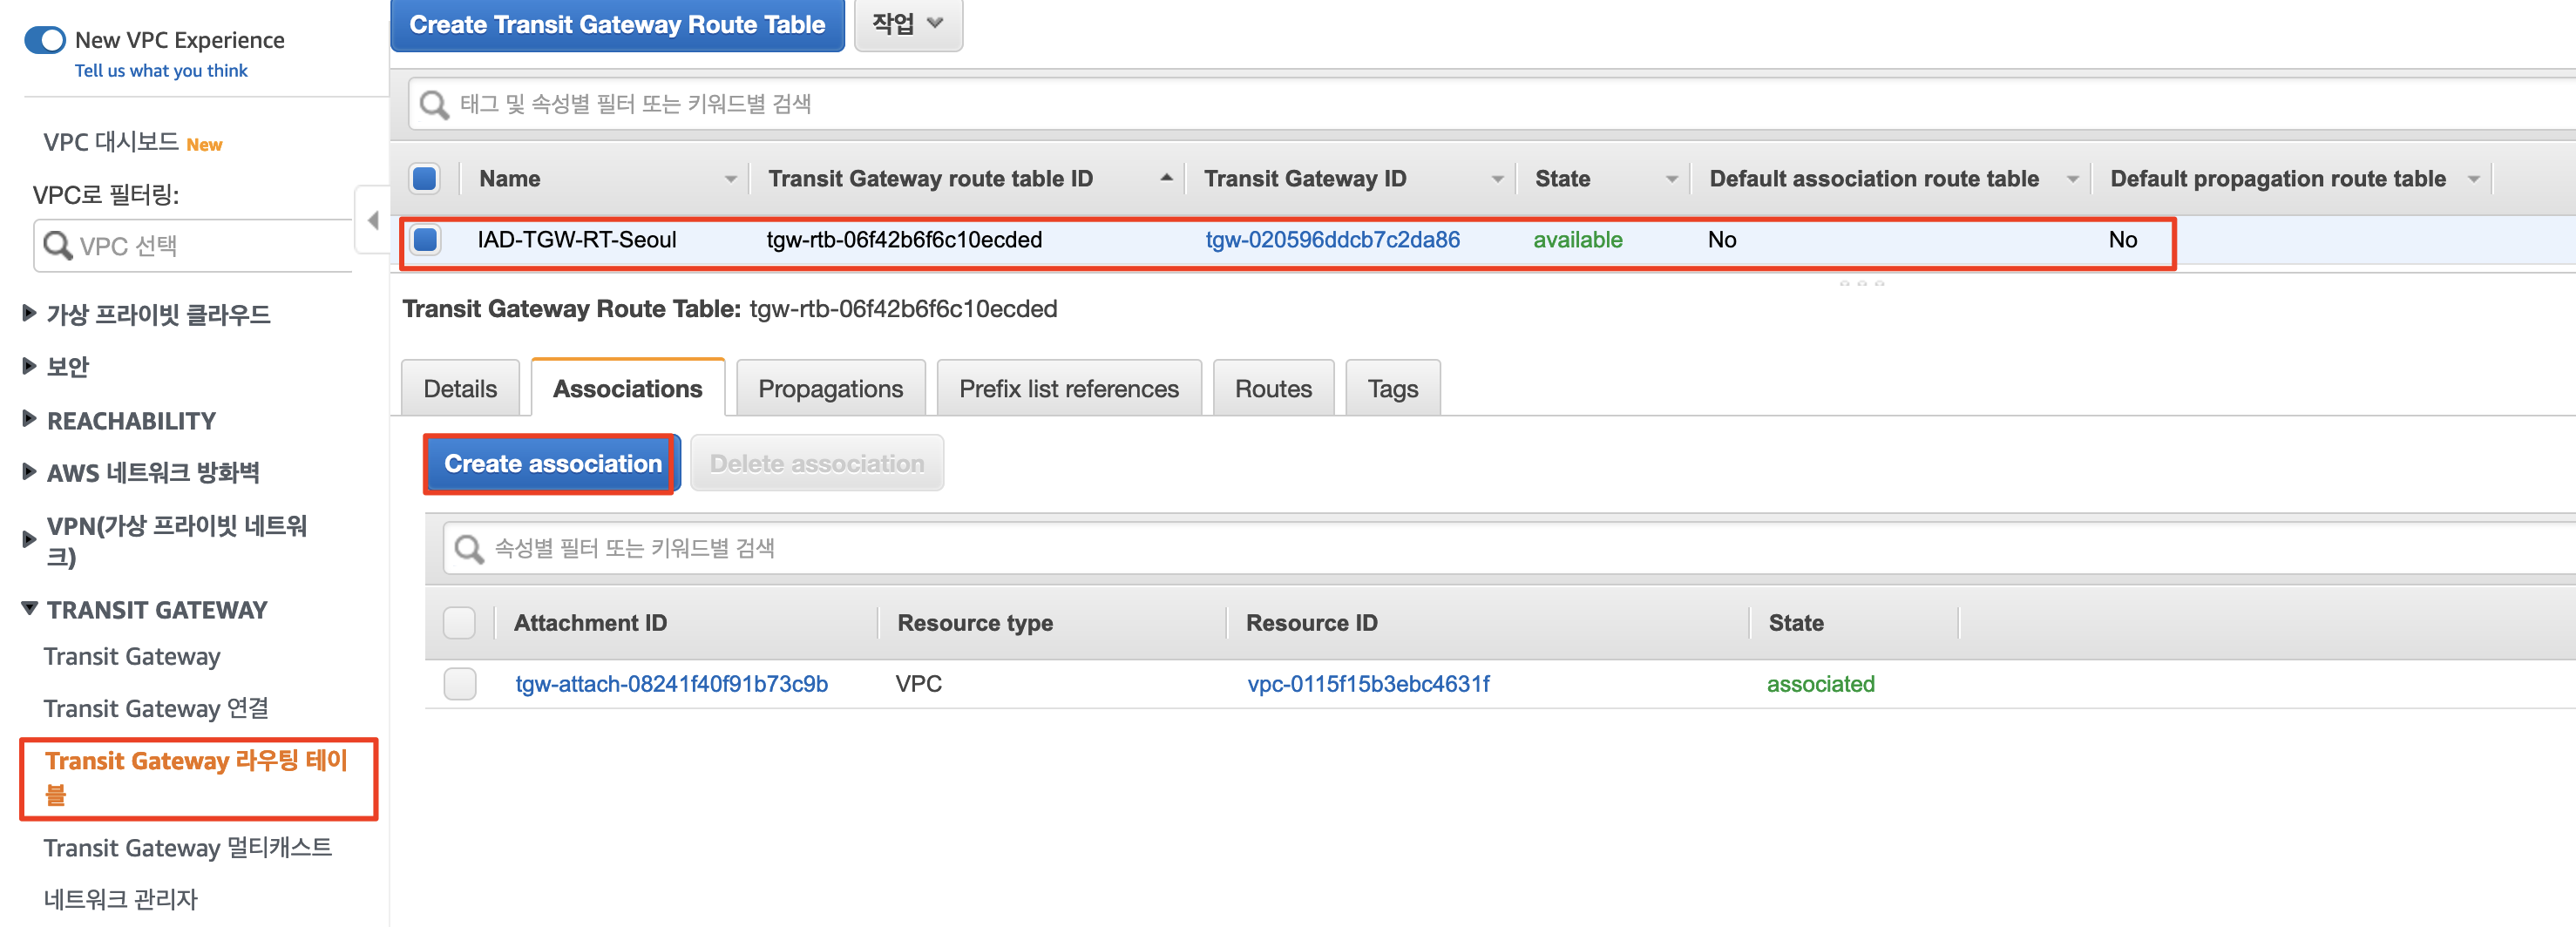 New VPC Experience
Tell us what you think
VPC 대시보드 New
VPC로 필터링:
VPC 선택
가상 프라이빗 클라우드
보안
REACHABILITY
AWS 네트워크 방화벽
VPN(가상 프라이빗 네트워
크)
TRANSIT GATEWAY
Transit Gateway
Transit Gateway 연결
Transit Gateway 라우팅 테이
블
Transit Gateway 멀티캐스트
네트워크 관리자
Create Transit Gateway Route Table 작업
태그 및 속성별 필터 또는 키워드별 검색
Name Transit Gateway route table ID Transit Gateway ID State Default association route table Default propagation route table
IAD-TGW-RT-Seoul tgw-rtb-06f42b6f6c10ecded tgw-020596ddcb7c2da86 available No No
Transit Gateway Route Table: tgw-rtb-06f42b6f6c10ecded
Details Associations Propagations Prefix list references Routes Tags
Create association Delete association
속성별 필터 또는 키워드별 검색
Attachment ID Resource type Resource ID State
tgw-attach-08241f40f91b73c9b VPC vpc-0115f15b3ebc4631f associated